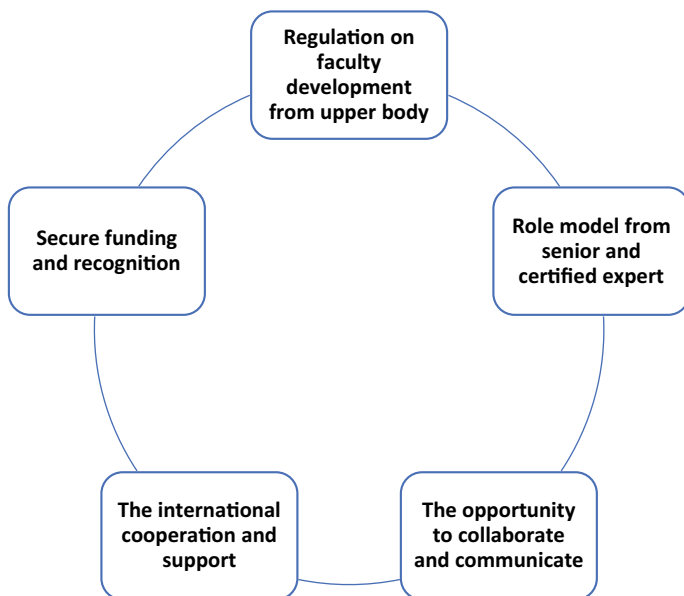 Regulation on
faculty
development
from upper body
Role model from
senior and
certified expert
The opportunity
to collaborate
and communicate
The international
cooperation and
support
Secure funding
and recognition